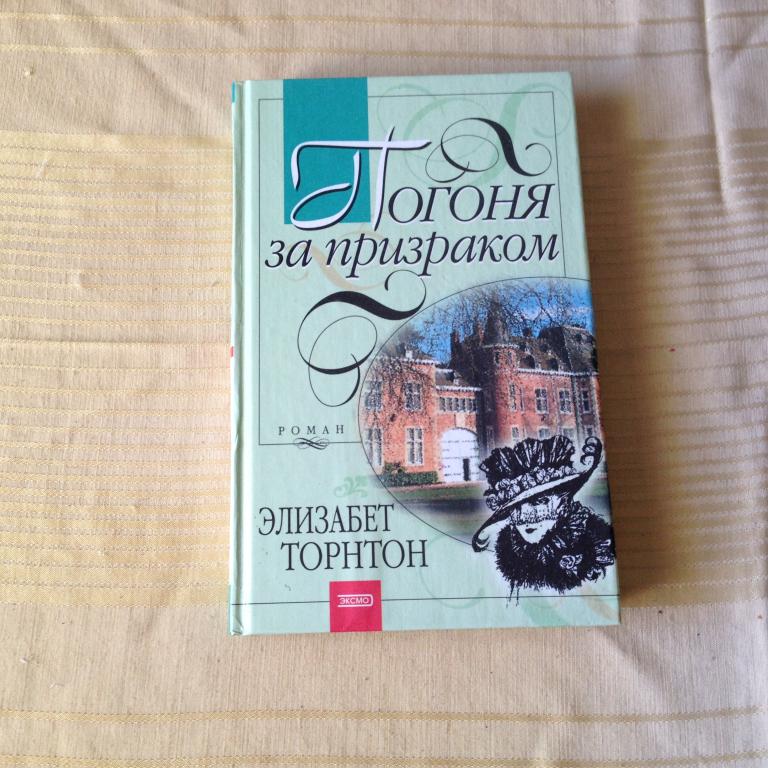 Погоня
за призраком
РОМАН
ЭЛИЗАБЕТ
ТОРНТОН
ЭКСМО